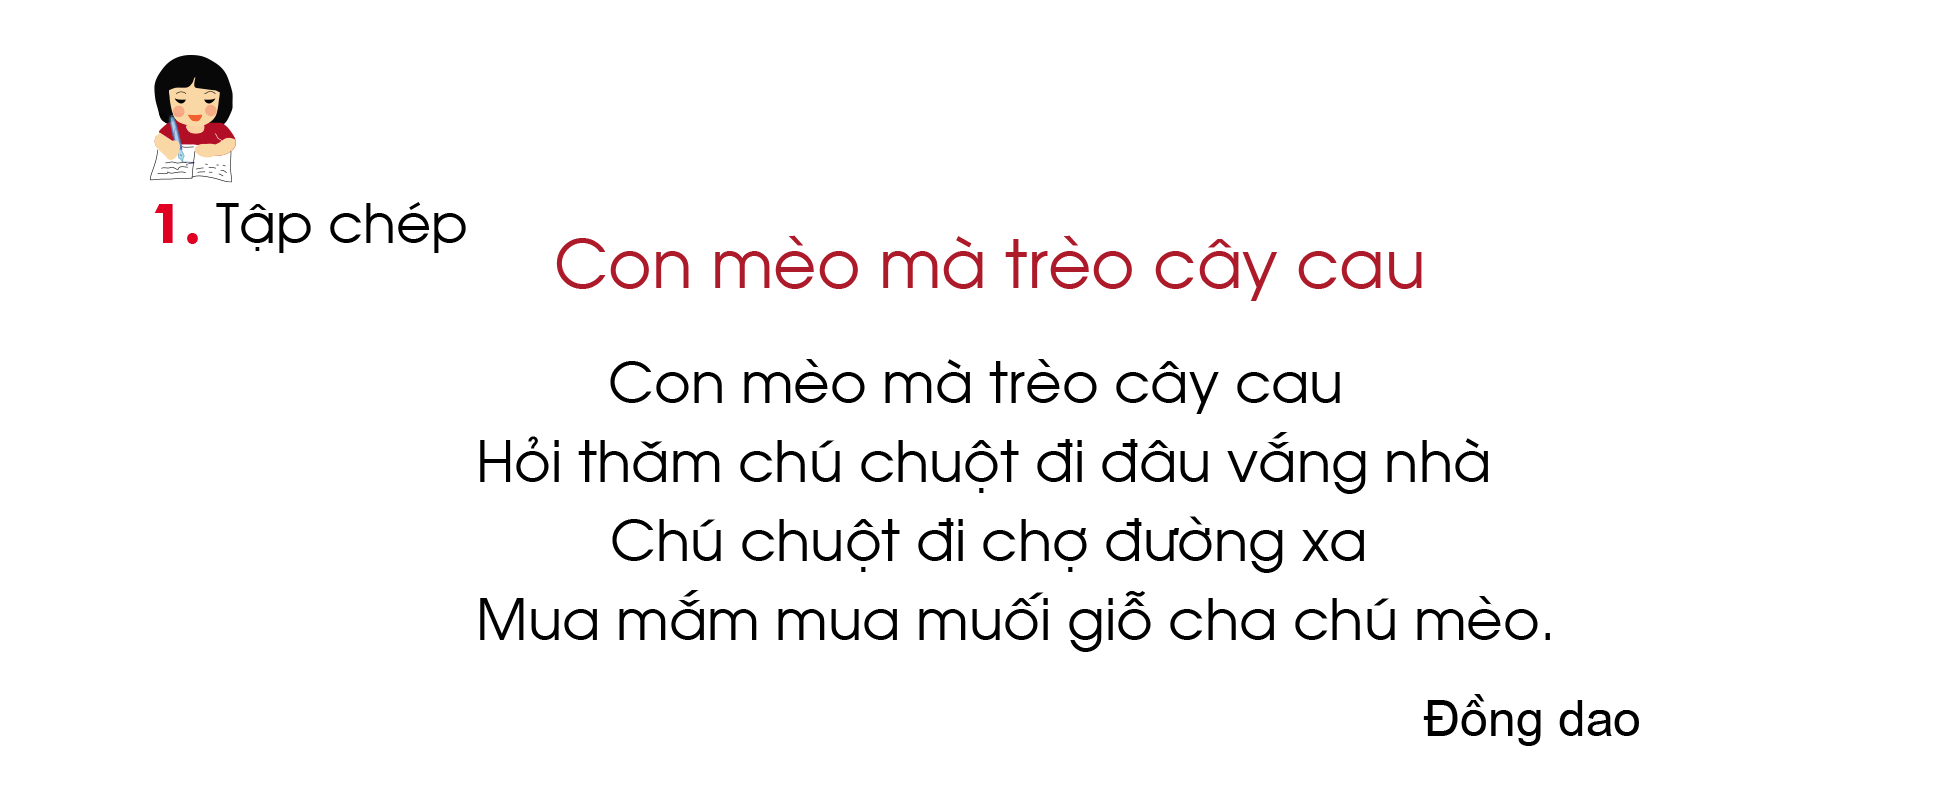 1. Tập chép
Con mèo mà trèo cây cau
Con mèo mà trèo cây cau
Hỏi thăm chú chuột đi đâu vắng nhà
Chú chuột đi chợ đường xa
Mua mắm mua muối giỗ cha chú mèo.
Đồng dao